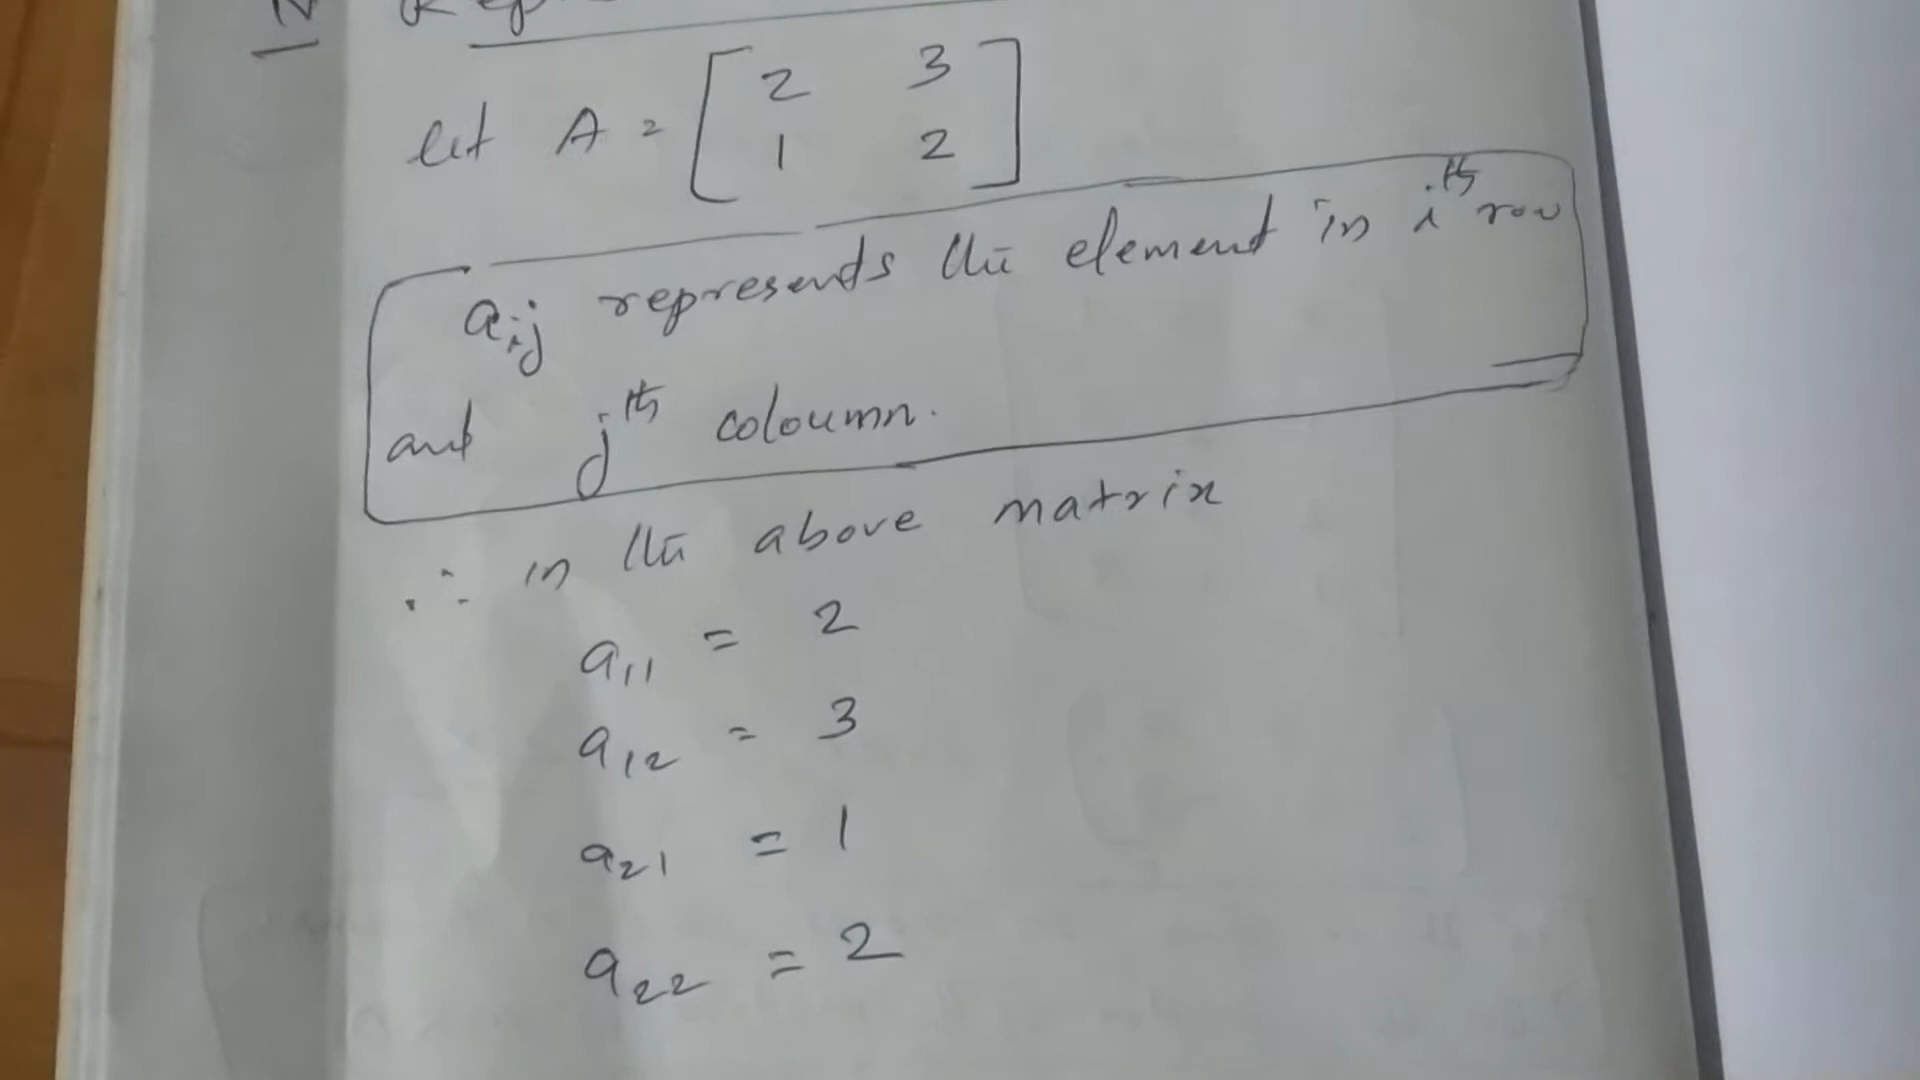 let A = [ 2 3
1 2 ]
aij represents the element in ith row
and jth coloumn.
∴ in the above matrix
a11 = 2
a12 = 3
a21 = 1
a22 = 2